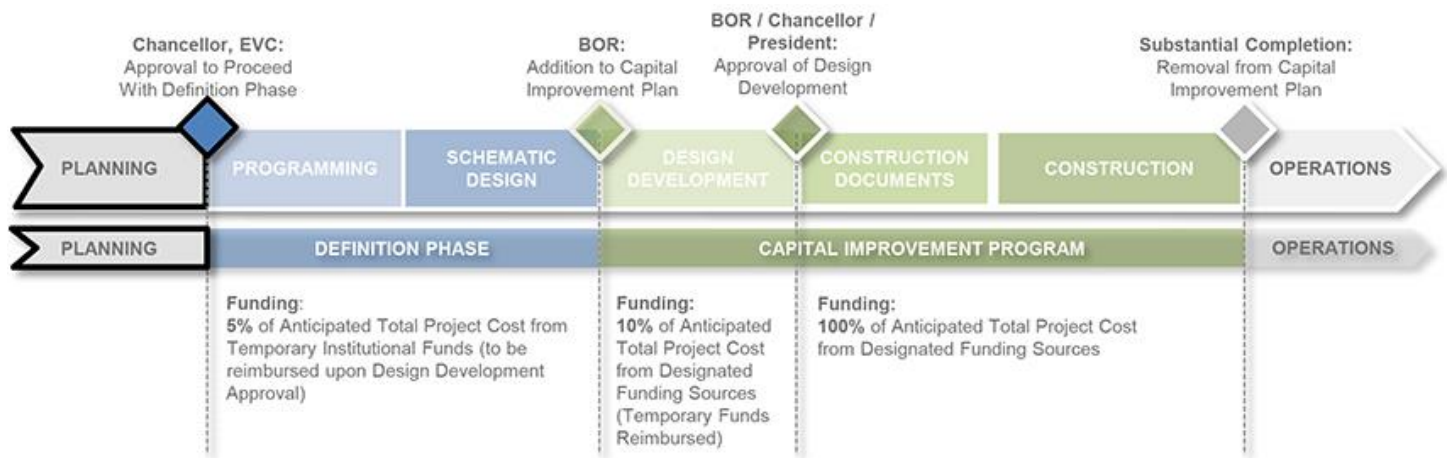 Chancellor, EVC:
Approval to Proceed
With Definition Phase
BOR:
Addition to Capital
Improvement Plan
BOR / Chancellor /
President:
Approval of Design
Development
Substantial Completion:
Removal from Capital
Improvement Plan
PLANNING
PROGRAMMING
SCHEMATIC
DESIGN
DESIGN
DEVELOPMENT
CONSTRUCTION
DOCUMENTS
CONSTRUCTION
OPERATIONS
PLANNING
DEFINITION PHASE
CAPITAL IMPROVEMENT PROGRAM
OPERATIONS
Funding:
5% of Anticipated Total Project Cost from
Temporary Institutional Funds (to be
reimbursed upon Design Development
Approval)
Funding:
10% of Anticipated
Total Project Cost
from Designated
Funding Sources
(Temporary Funds
Reimbursed)
Funding:
100% of Anticipated Total Project Cost
from Designated Funding Sources